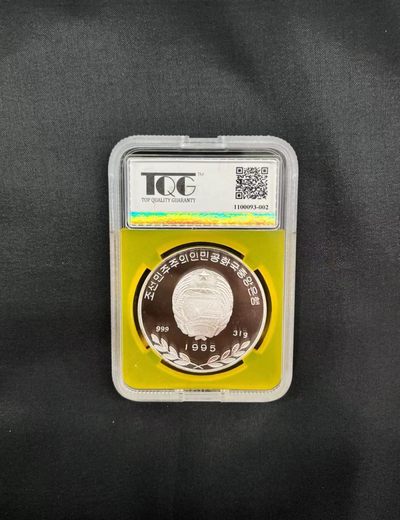 TQG™
TOP QUALITY GUARANTY
1100093-002
조선민주주의인민공화국중앙은행
999
31g
1995